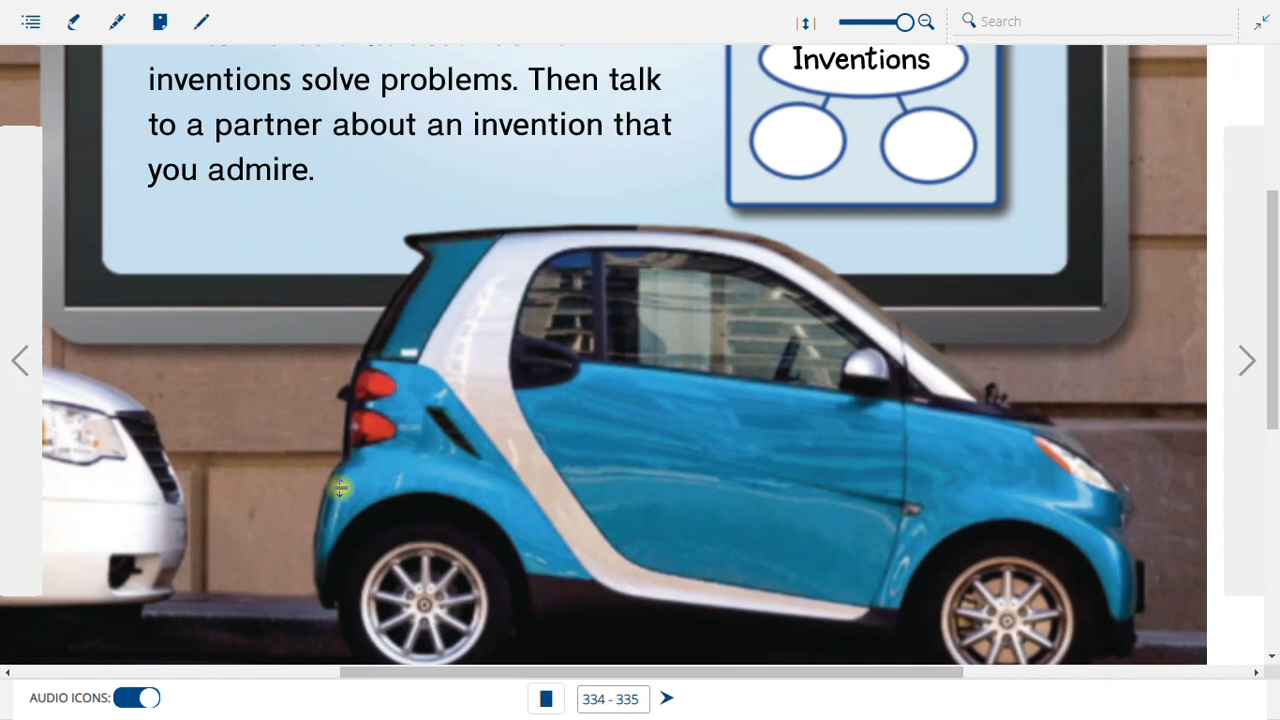 Search
inventions solve problems. Then talk
to a partner about an invention that
you admire.
Inventions
AUDIO ICONS:
334 - 335